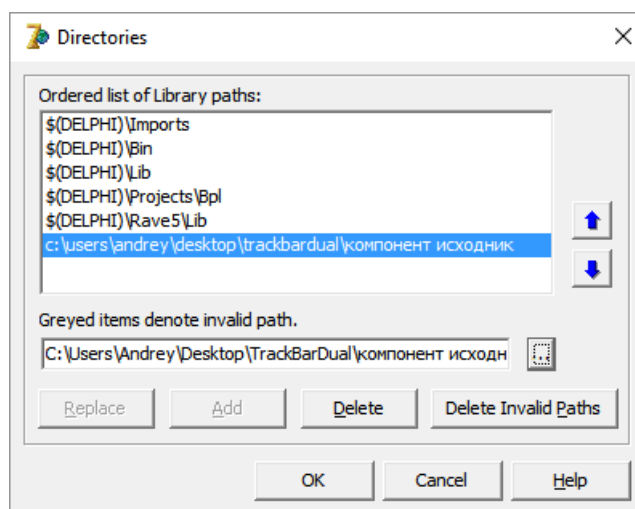 Directories
Ordered list of Library paths:
$(DELPHI)\Imports
$(DELPHI)\Bin
$(DELPHI)\Lib
$(DELPHI)\Projects\Bpl
$(DELPHI)\Rave5\Lib
c:\users\andrey\desktop\trackbardual\компонент исходник
Greyed items denote invalid path.
C:\Users\Andrey\Desktop\TrackBarDual\компонент исходн
...
Replace Add Delete Delete Invalid Paths
OK Cancel Help